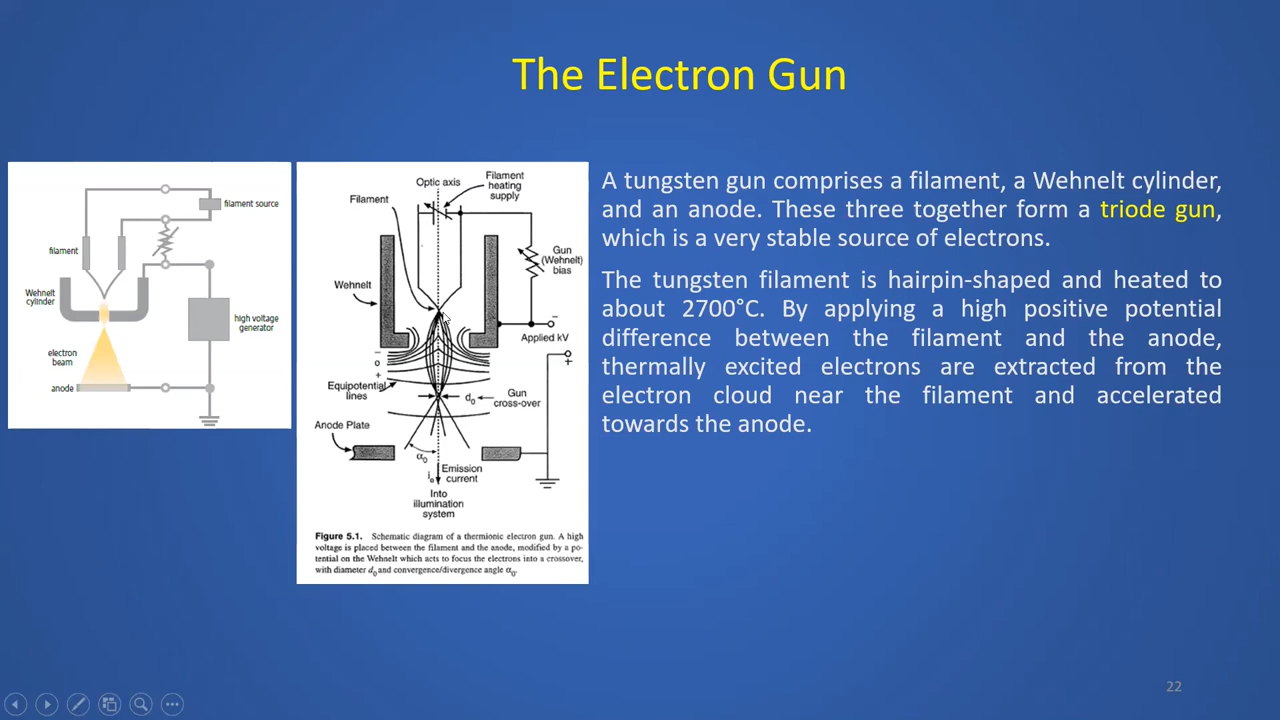 The Electron Gun
filament source
filament
Wehnelt
cylinder
high voltage
generator
electron
beam
anode
Optic axis
Filament
heating
supply
Filament
Gun
(Wehnelt)
bias
Wehnelt
−
Applied kV
−
o
+
+
Equipotential
lines
d₀
Gun
cross-over
Anode Plate
α₀
Emission
current
iₑ
Into
illumination
system
Figure 5.1. Schematic diagram of a thermionic electron gun. A high
voltage is placed between the filament and the anode, modified by a po-
tential on the Wehnelt which acts to focus the electrons into a crossover,
with diameter d₀ and convergence/divergence angle α₀.
A tungsten gun comprises a filament, a Wehnelt cylinder,
and an anode. These three together form a triode gun,
which is a very stable source of electrons.
The tungsten filament is hairpin-shaped and heated to
about 2700°C. By applying a high positive potential
difference between the filament and the anode,
thermally excited electrons are extracted from the
electron cloud near the filament and accelerated
towards the anode.
22